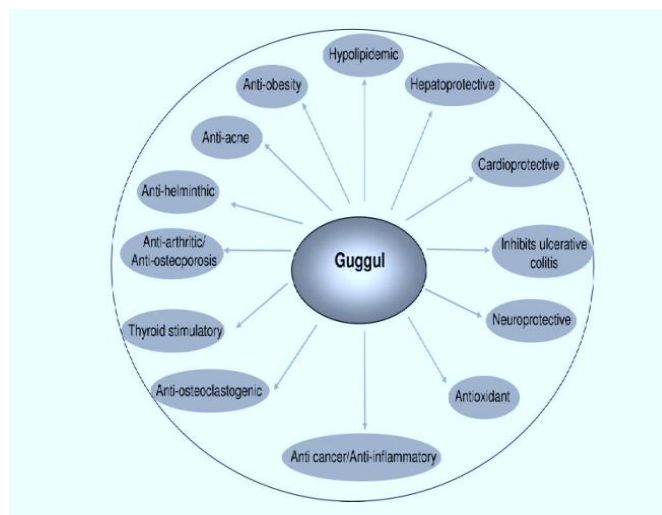 Hypolipidemic
Anti-obesity
Hepatoprotective
Anti-acne
Cardioprotective
Anti-helminthic
Anti-arthritic/
Anti-osteoporosis
Inhibits ulcerative
colitis
Guggul
Thyroid stimulatory
Neuroprotective
Anti-osteoclastogenic
Antioxidant
Anti cancer/Anti-inflammatory